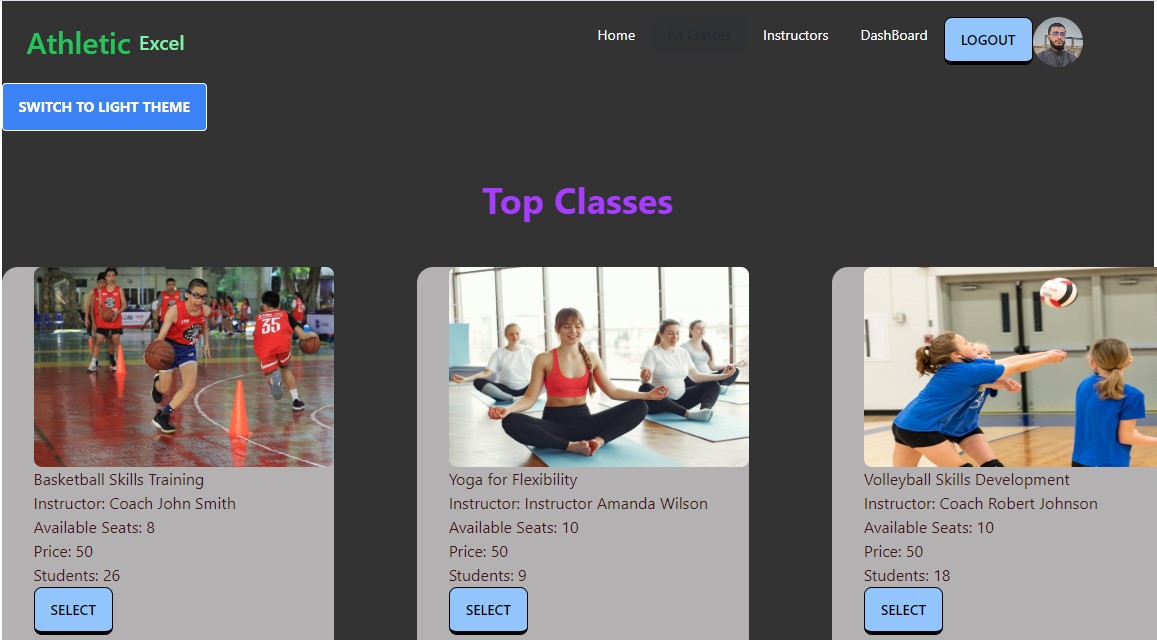 Athletic Excel
Home All Classes Instructors DashBoard LOGOUT
SWITCH TO LIGHT THEME
Top Classes
35
Basketball Skills Training
Instructor: Coach John Smith
Available Seats: 8
Price: 50
Students: 26
SELECT
Yoga for Flexibility
Instructor: Instructor Amanda Wilson
Available Seats: 10
Price: 50
Students: 9
SELECT
Volleyball Skills Development
Instructor: Coach Robert Johnson
Available Seats: 10
Price: 50
Students: 18
SELECT